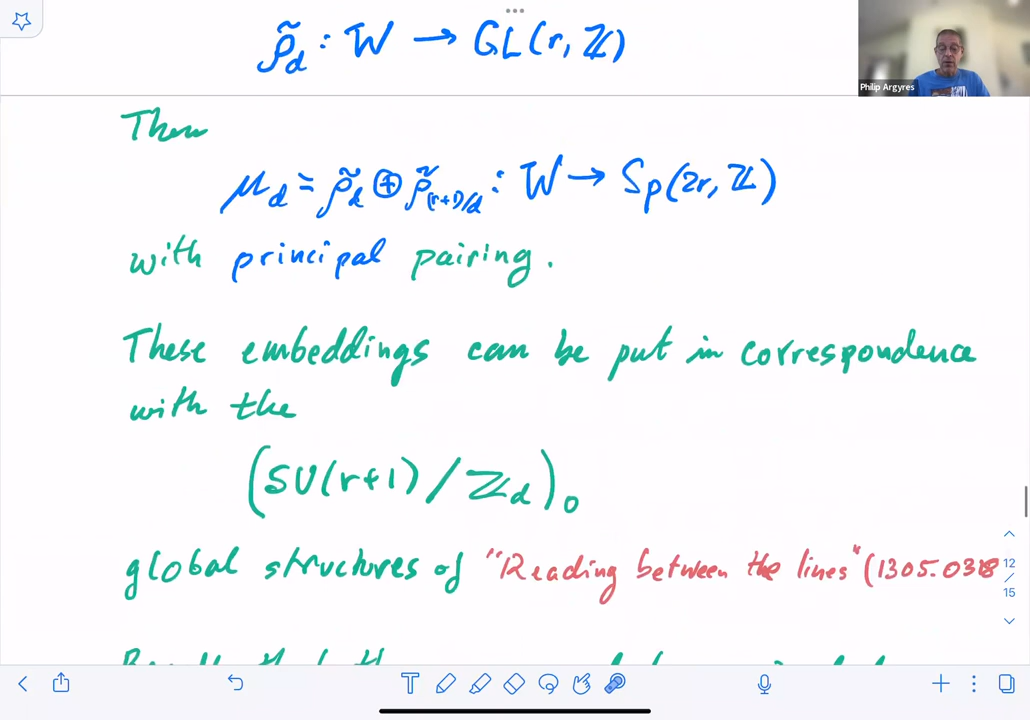 ρ̃_d : W → GL(r, ℤ)
Philip Argyres
Then
μ_d = ρ̃_d ⊕ ρ̃_(r+1)/d : W → Sp(2r, ℤ)
with principal pairing.
These embeddings can be put in correspondence
with the
(SU(r+1)/ℤ_d)_0
global structures of "Reading between the lines" (1305.0318
12
/
15
T